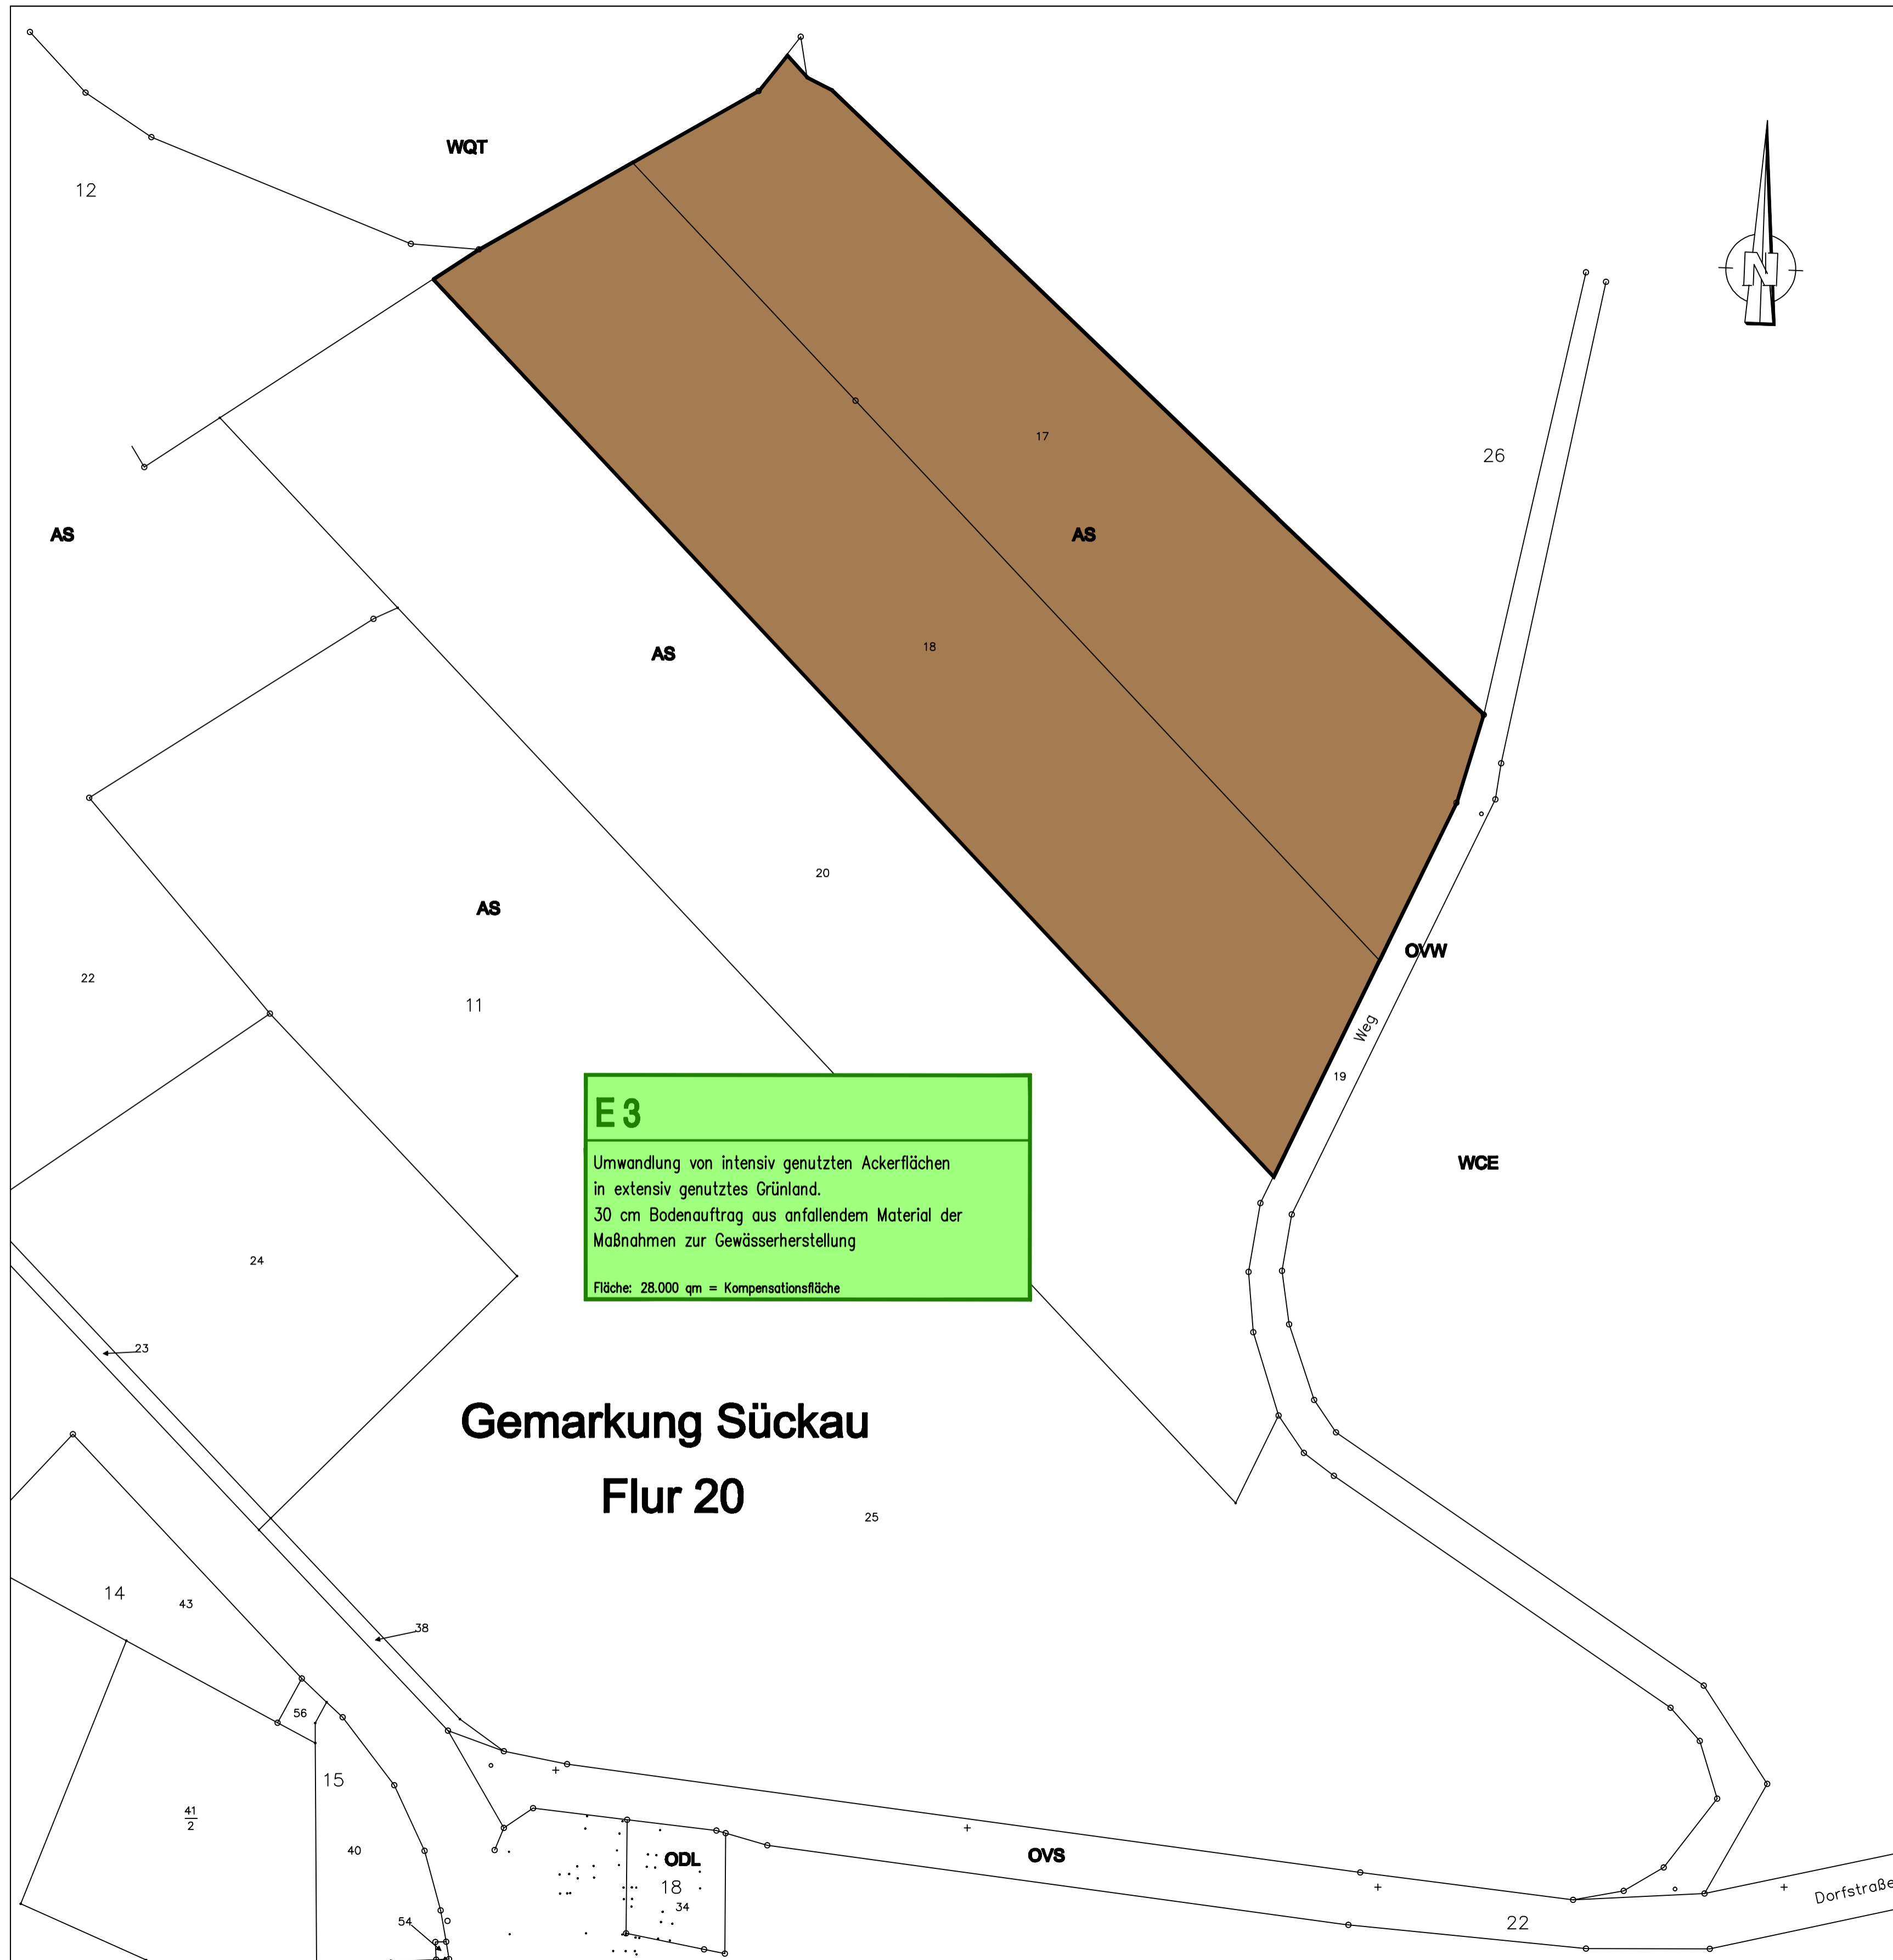 WQT
12
N
17
26
AS
AS
18
AS
20
AS
OVW
22
11
Weg
19
E 3
WCE
Umwandlung von intensiv genutzten Ackerflächen
in extensiv genutztes Grünland.
30 cm Bodenauftrag aus anfallendem Material der
Maßnahmen zur Gewässerherstellung
24
Fläche: 28.000 qm = Kompensationsfläche
23
Gemarkung Sückau
Flur 20
25
14
43
38
56
15
41
2
40
ODL
OVS
18
34
Dorfstraße
54
22